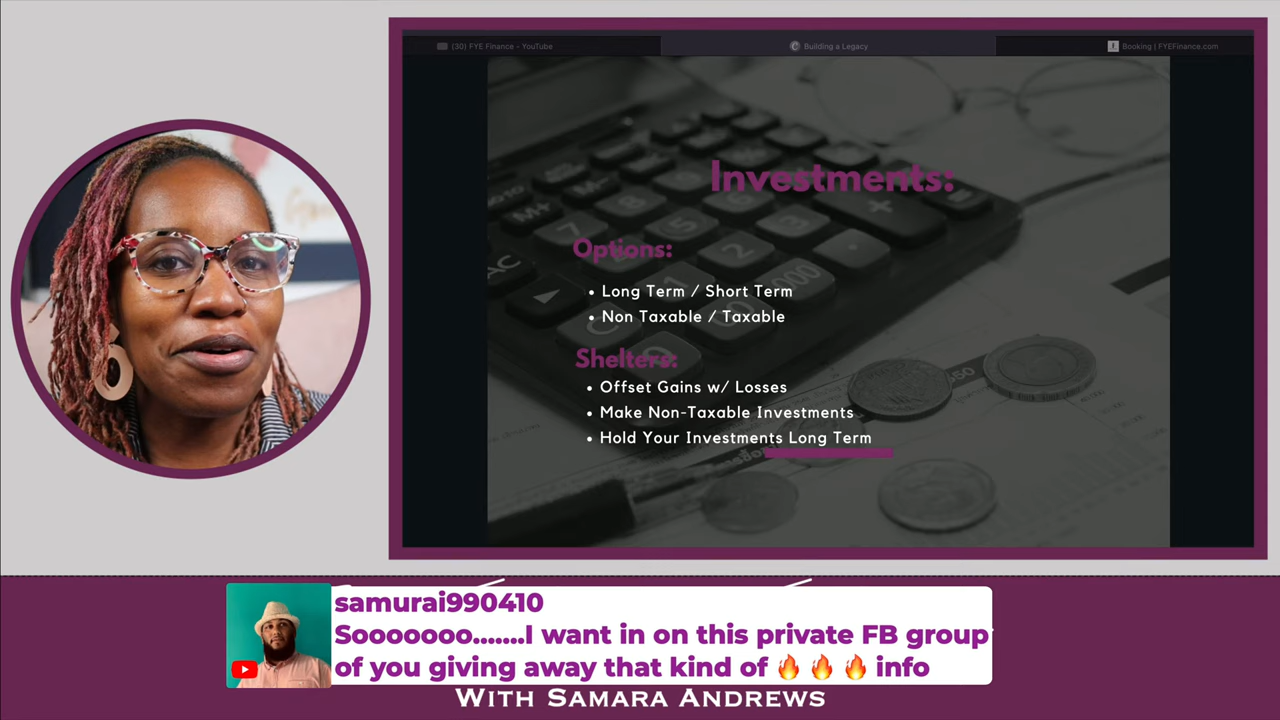 (30) FYE Finance - YouTube
Building a Legacy
Booking | FYEFinance.com
Investments:
Options:
• Long Term / Short Term
• Non Taxable / Taxable
Shelters:
• Offset Gains w/ Losses
• Make Non-Taxable Investments
• Hold Your Investments Long Term
samurai990410
Sooooooo.......I want in on this private FB group
of you giving away that kind of 🔥 🔥 🔥 info
WITH SAMARA ANDREWS